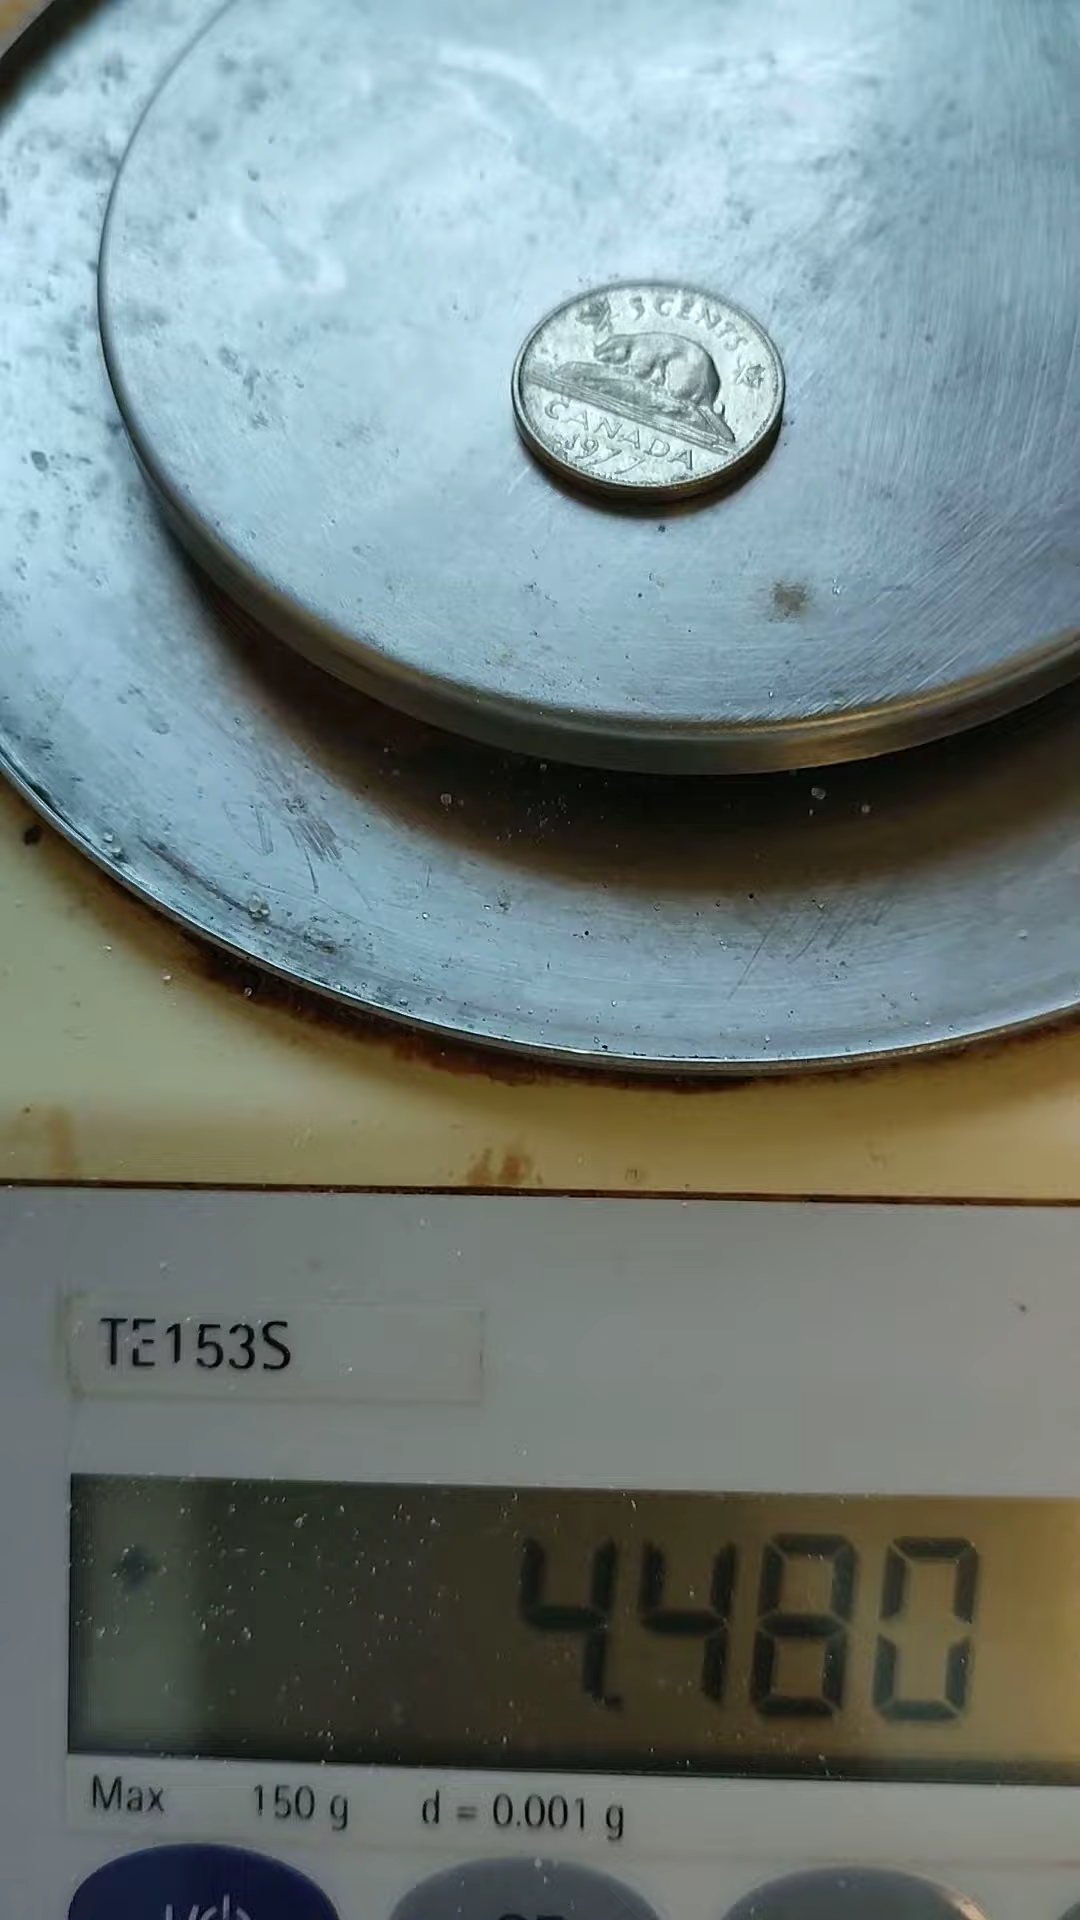 5 CENTS
CANADA
1977
TE153S
4.480
Max 150 g d = 0.001 g